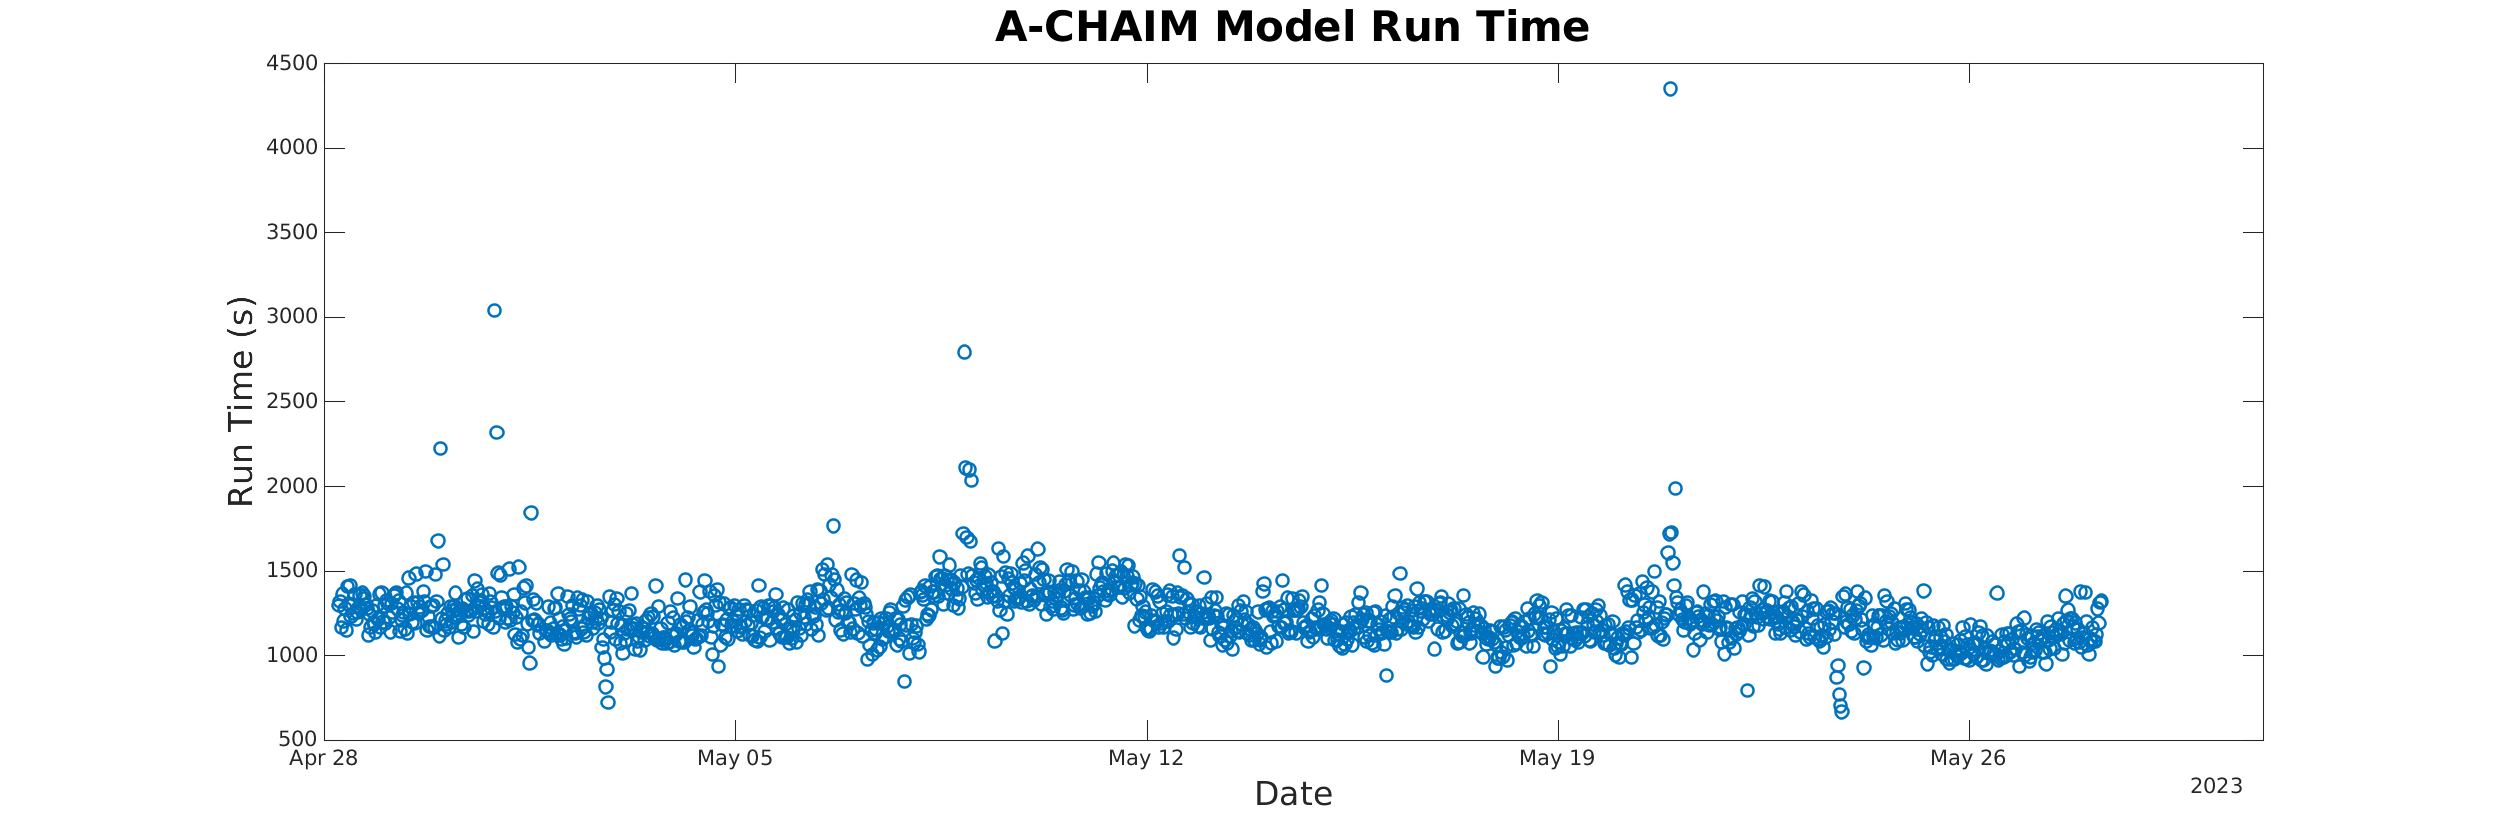 A-CHAIM Model Run Time
4500
4000
3500
3000
2500
2000
1500
1000
500
Run Time (s)
Apr 28 May 05 May 12 May 19 May 26
2023
Date